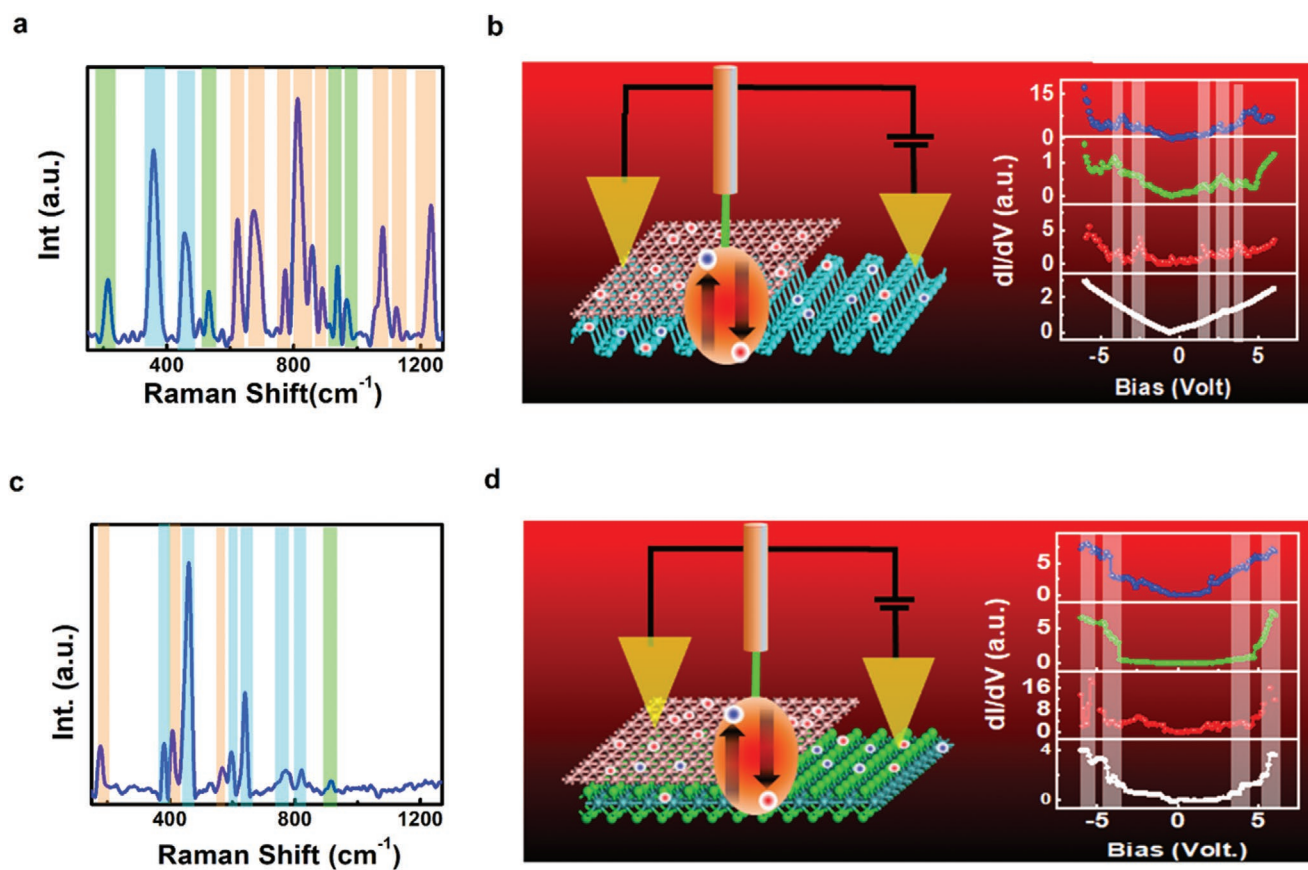 a
Int (a.u.)
400
800
1200
Raman Shift(cm⁻¹)
b
dI/dV (a.u.)
15
0
1
0
5
0
2
0
-5
0
5
Bias (Volt)
c
Int. (a.u.)
400
800
1200
Raman Shift (cm⁻¹)
d
dI/dV (a.u.)
5
0
5
0
16
8
0
4
0
-5
0
5
Bias (Volt.)